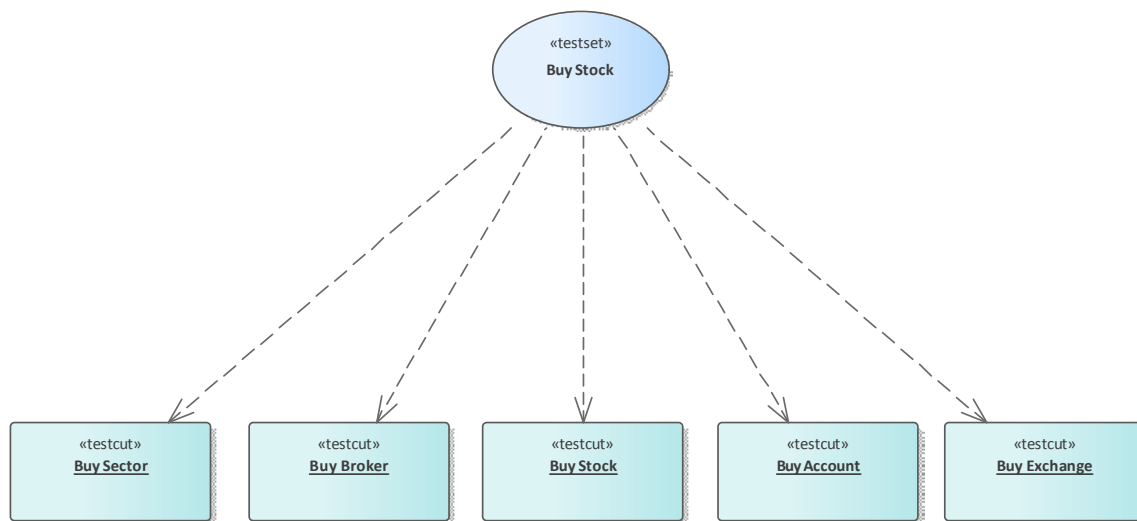 «testset»
Buy Stock
«testcut»
Buy Sector
«testcut»
Buy Broker
«testcut»
Buy Stock
«testcut»
Buy Account
«testcut»
Buy Exchange